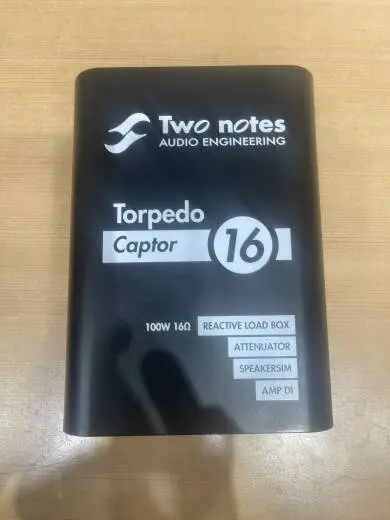 Two notes
AUDIO ENGINEERING
Torpedo
Captor 16
100W 16Ω REACTIVE LOAD BOX
ATTENUATOR
SPEAKERSIM
AMP DI